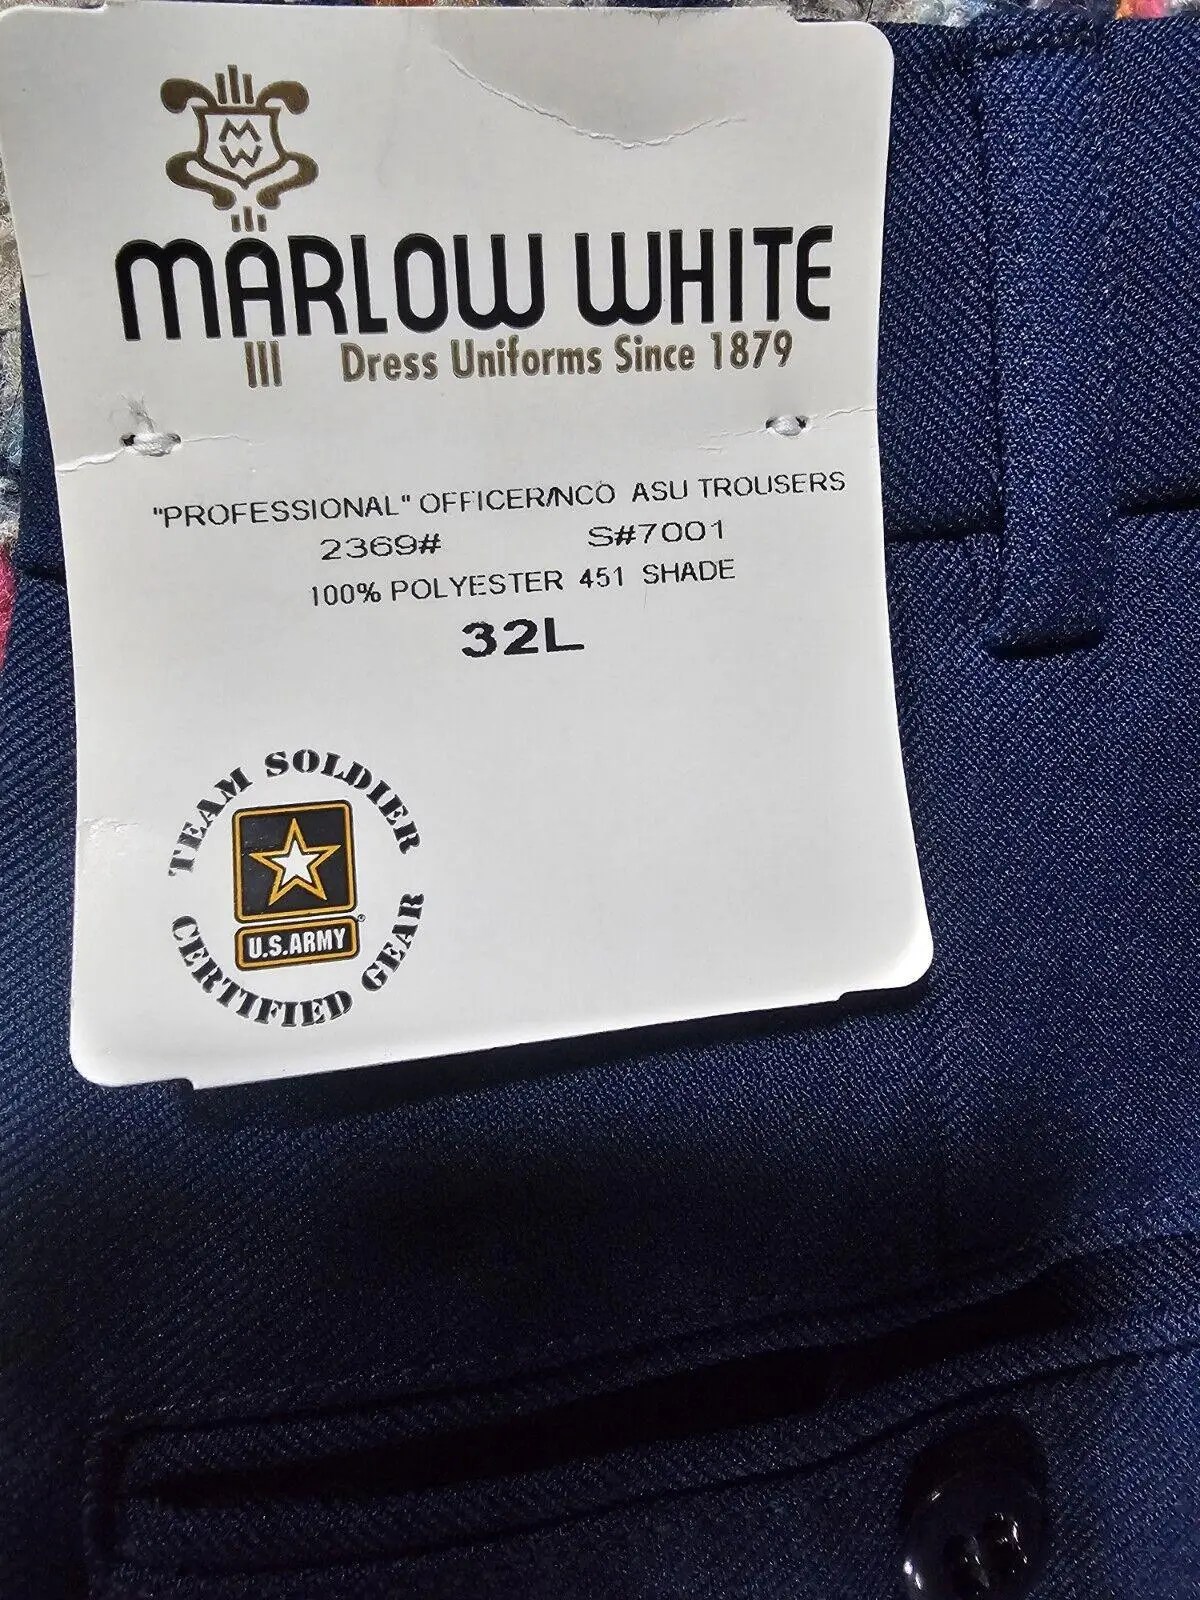 MW
MARLOW WHITE
Dress Uniforms Since 1879
"PROFESSIONAL" OFFICER/NCO ASU TROUSERS
2369# S#7001
100% POLYESTER 451 SHADE
32L
TEAM SOLDIER
U.S.ARMY®
CERTIFIED GEAR